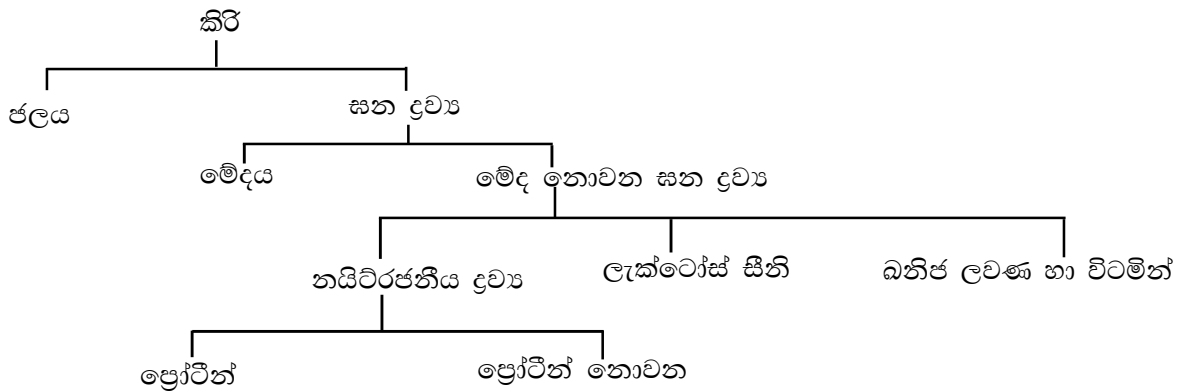 කිරි
ජලය
ඝන ද්‍රව්‍ය
මේදය
මේද නොවන ඝන ද්‍රව්‍ය
නයිට්රජනීය ද්‍රව්‍ය
ලැක්ටෝස් සීනි
ඛනිජ ලවණ හා විටමින්
ප්‍රෝටීන්
ප්‍රෝටීන් නොවන